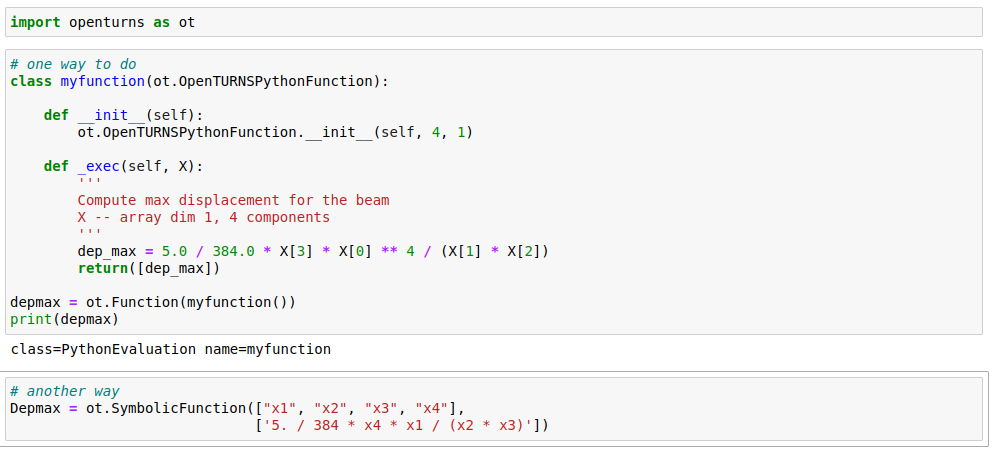 import openturns as ot
# one way to do
class myfunction(ot.OpenTURNSPythonFunction):
    def __init__(self):
        ot.OpenTURNSPythonFunction.__init__(self, 4, 1)
    def _exec(self, X):
        '''
        Compute max displacement for the beam
        X -- array dim 1, 4 components
        '''
        dep_max = 5.0 / 384.0 * X[3] * X[0] ** 4 / (X[1] * X[2])
        return([dep_max])
depmax = ot.Function(myfunction())
print(depmax)
class=PythonEvaluation name=myfunction
# another way
Depmax = ot.SymbolicFunction(["x1", "x2", "x3", "x4"],
                             ['5. / 384 * x4 * x1 / (x2 * x3)'])